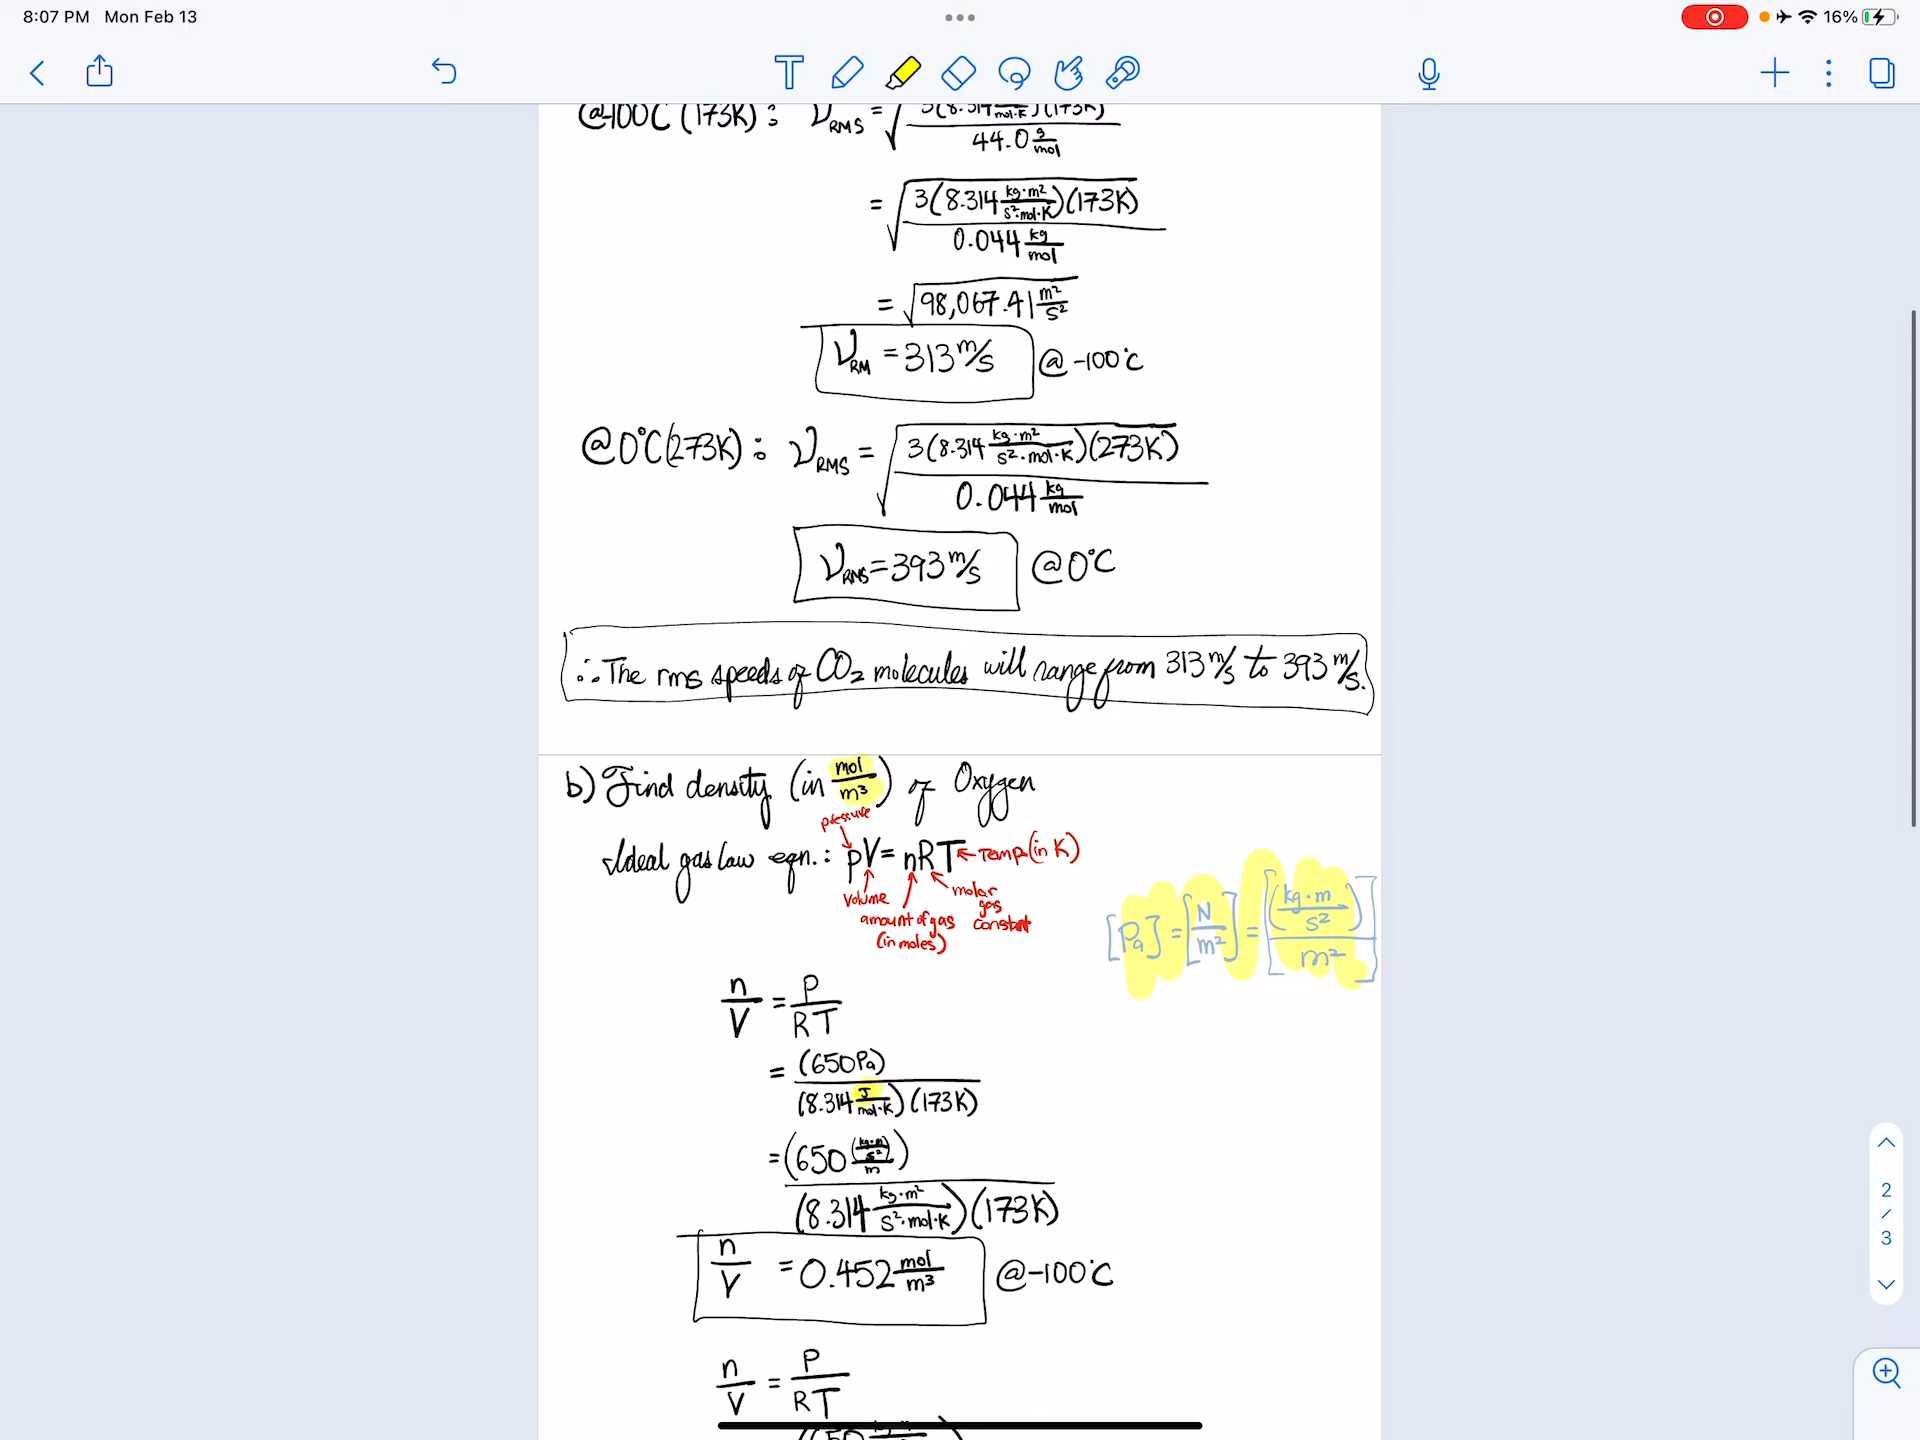 8:07 PM Mon Feb 13
16%
@-100°C (173K): V_RMS = √ 3(8.314 /mol·K)(173K)
44.0 g/mol
= √ 3(8.314 kg·m²/s²·mol·K)(173K)
0.044 kg/mol
= √ 98,067.41 m²/s²
V_RM = 313 m/s @ -100°C
@0°C(273K): V_RMS = √ 3(8.314 kg·m²/s²·mol·K)(273K)
0.044 kg/mol
V_RMS = 393 m/s @0°C
∴ The rms speeds of CO₂ molecules will range from 313 m/s to 393 m/s.
b) Find density (in mol/m³) of Oxygen
pressure
Ideal gas law eqn.: pV = nRT ← Temp (in K)
volume
amount of gas
(in moles)
molar
gas
constant
[Pa] = [N/m²] = [(kg·m/s²)/m²]
n/V = P/RT
= (650Pa)
(8.314 J/mol·K)(173K)
= (650 (kg·m/s²)/m)
(8.314 kg·m²/s²·mol·K)(173K)
n/V = 0.452 mol/m³ @-100°C
n/V = P/RT
2
/
3